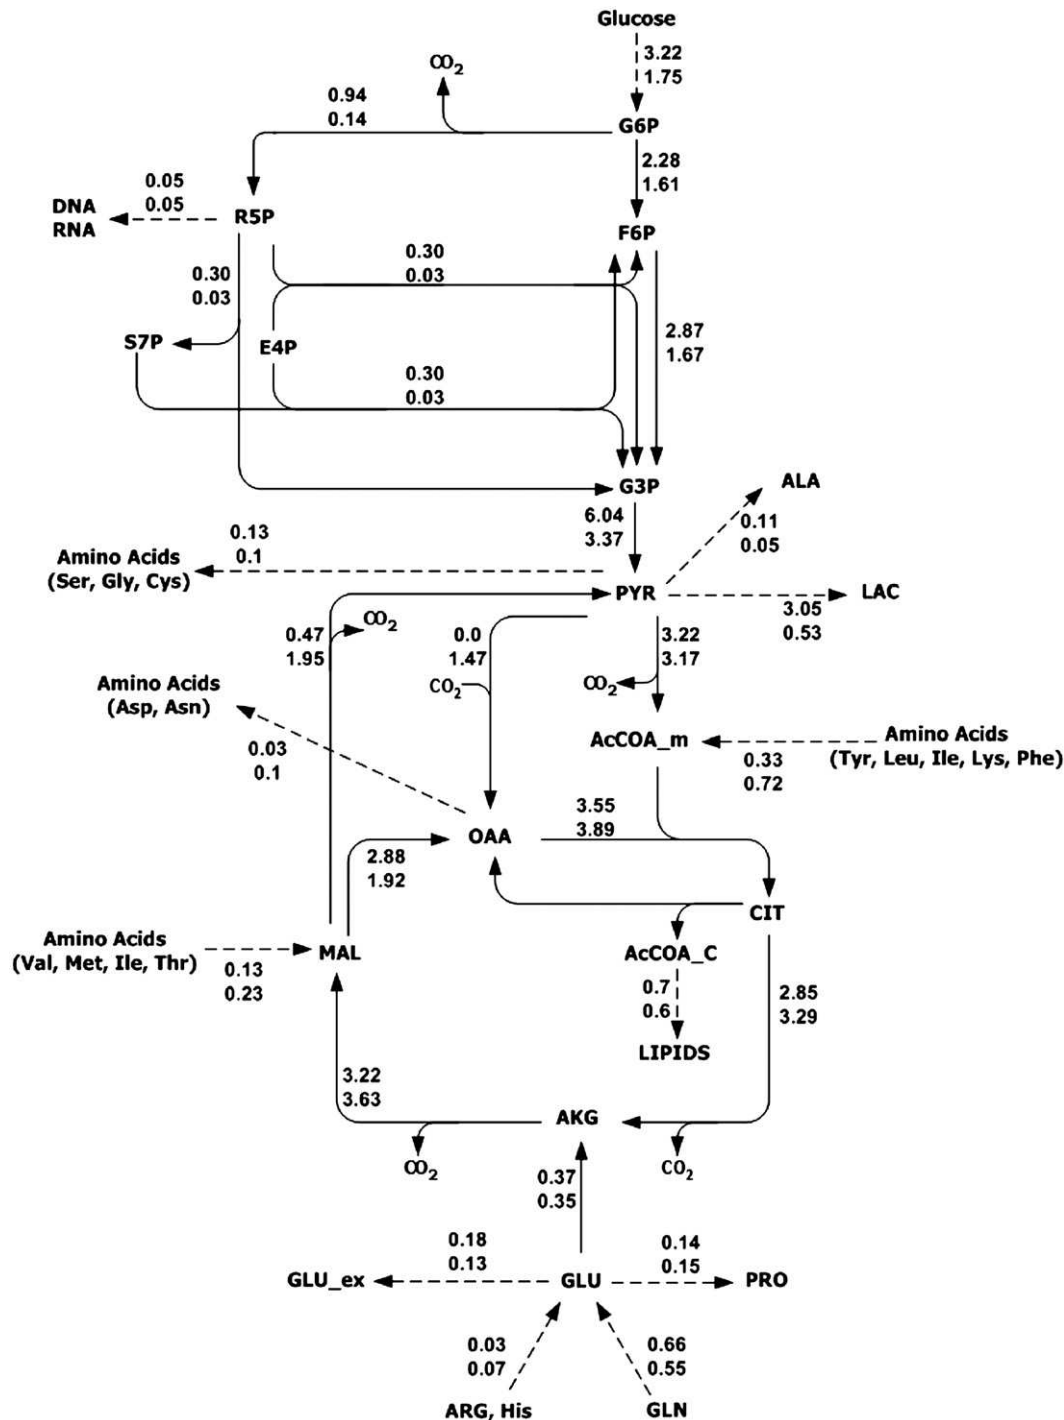 Glucose
3.22
1.75
CO2
0.94
0.14
G6P
2.28
1.61
0.05
0.05
DNA
RNA
R5P
F6P
0.30
0.03
0.30
0.03
S7P
E4P
2.87
1.67
0.30
0.03
G3P
ALA
6.04
3.37
0.11
0.05
0.13
0.1
Amino Acids
(Ser, Gly, Cys)
PYR
LAC
3.05
0.53
CO2
0.47
1.95
0.0
1.47
3.22
3.17
CO2
CO2
Amino Acids
(Asp, Asn)
0.03
0.1
AcCOA_m
Amino Acids
(Tyr, Leu, Ile, Lys, Phe)
0.33
0.72
OAA
3.55
3.89
2.88
1.92
CIT
Amino Acids
(Val, Met, Ile, Thr)
0.13
0.23
MAL
AcCOA_C
0.7
0.6
2.85
3.29
LIPIDS
3.22
3.63
AKG
CO2
CO2
0.37
0.35
0.18
0.13
0.14
0.15
GLU_ex
GLU
PRO
0.03
0.07
0.66
0.55
ARG, His
GLN